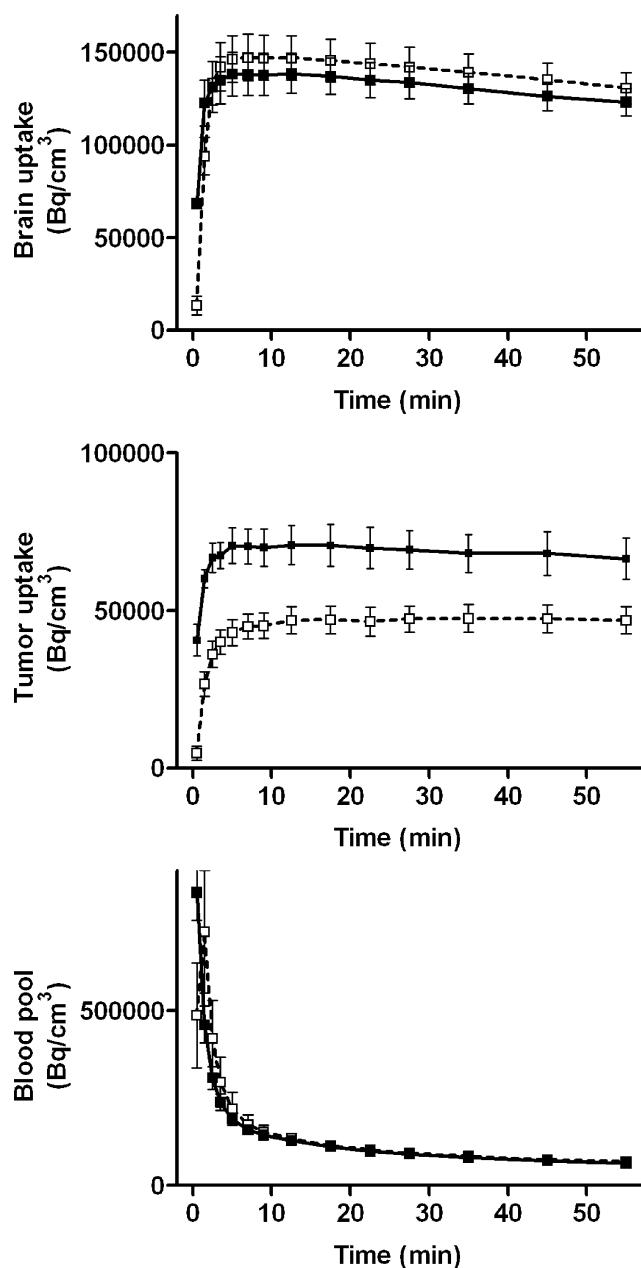 150000
100000
50000
0
Brain uptake
(Bq/cm³)
0 10 20 30 40 50
Time (min)
100000
50000
0
Tumor uptake
(Bq/cm³)
0 10 20 30 40 50
Time (min)
500000
0
Blood pool
(Bq/cm³)
0 10 20 30 40 50
Time (min)